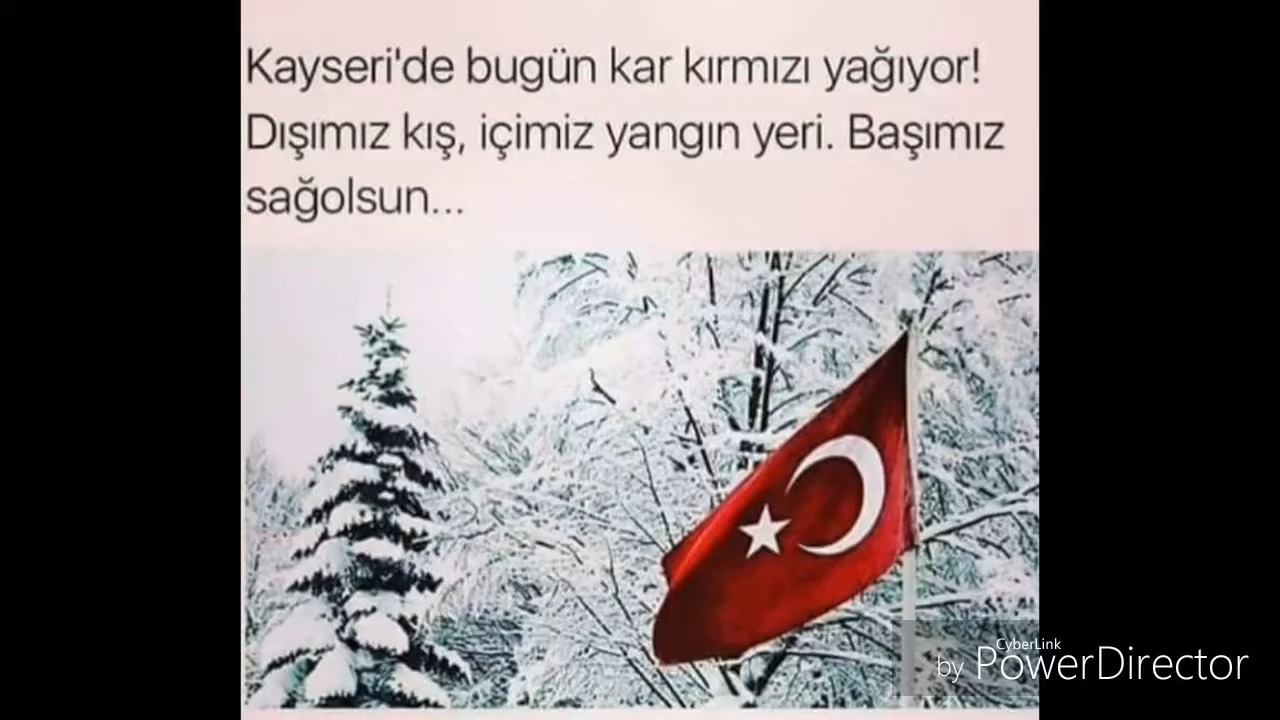 Kayseri'de bugün kar kırmızı yağıyor!
Dışımız kış, içimiz yangın yeri. Başımız
sağolsun...
CyberLink
by PowerDirector